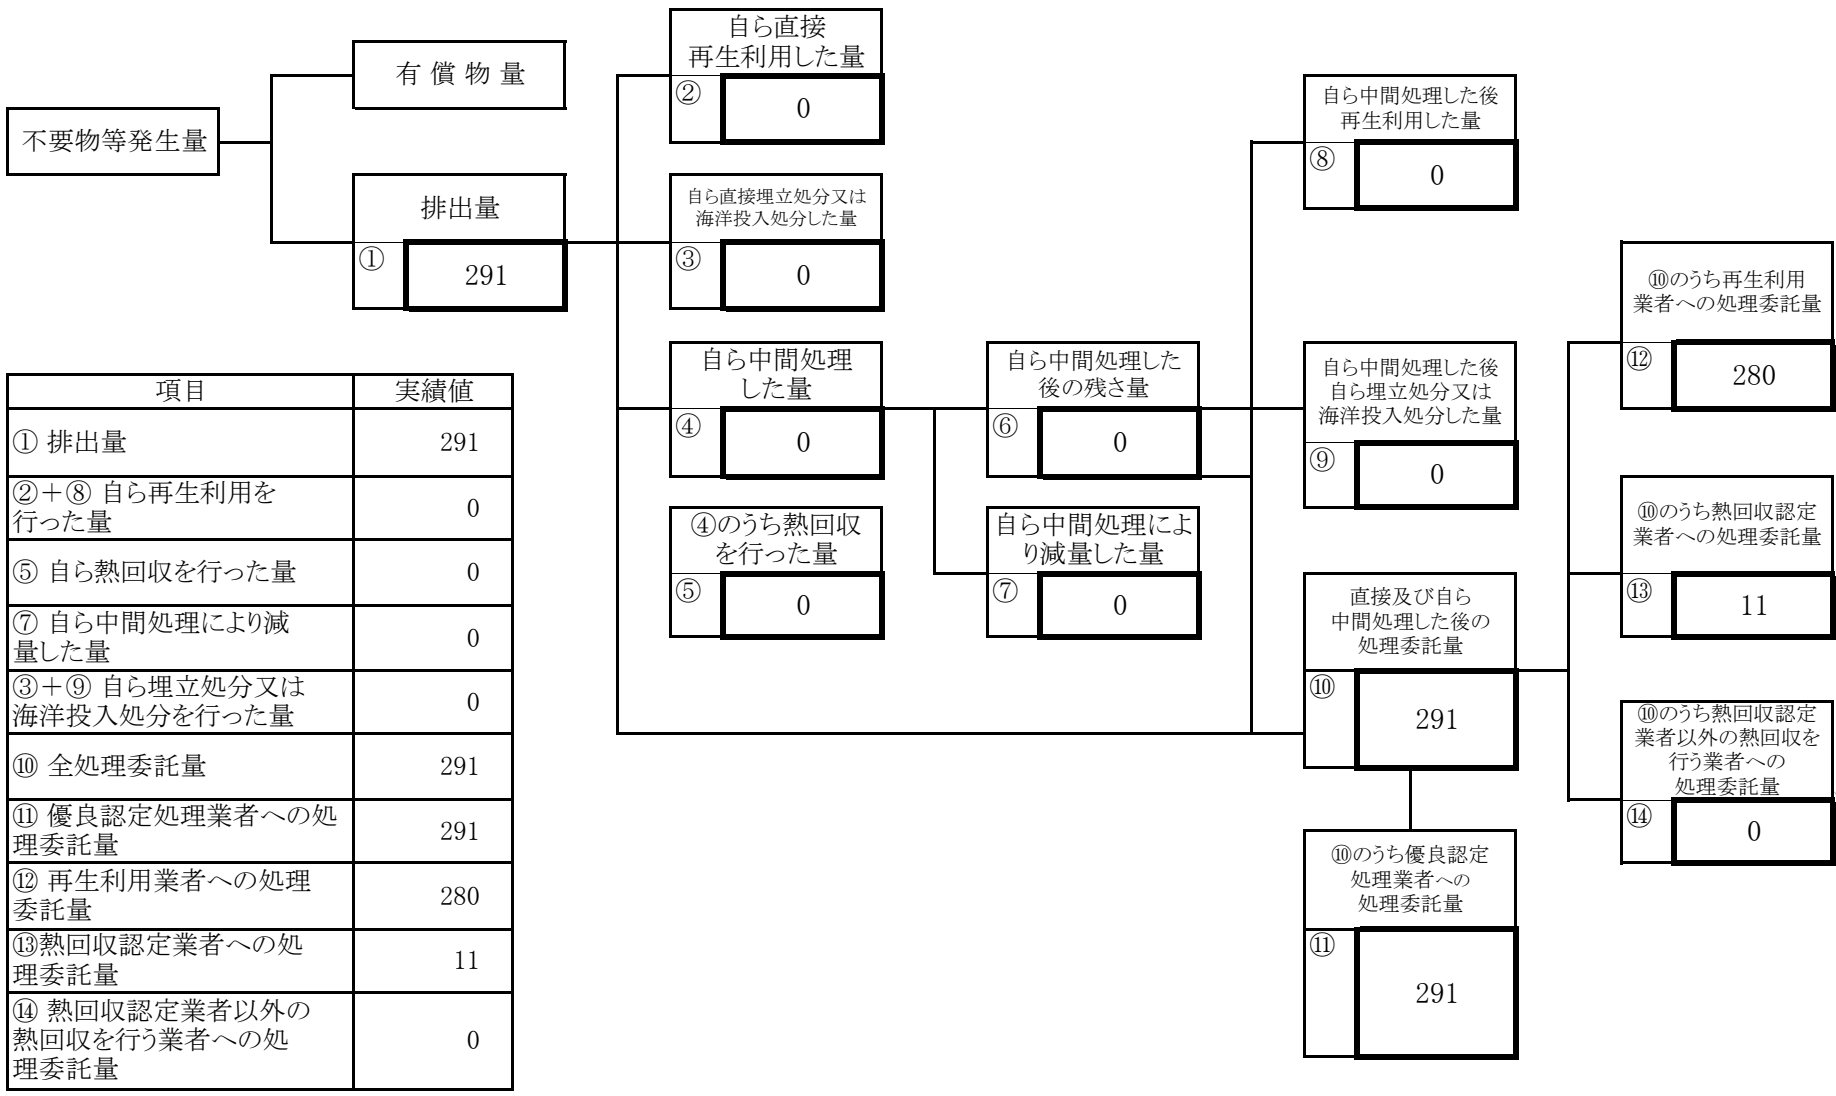 不要物等発生量
有償物量
排出量
①
291
自ら直接
再生利用した量
②
0
自ら直接埋立処分又は
海洋投入処分した量
③
0
自ら中間処理
した量
④
0
④のうち熱回収
を行った量
⑤
0
自ら中間処理した
後の残さ量
⑥
0
自ら中間処理によ
り減量した量
⑦
0
自ら中間処理した後
再生利用した量
⑧
0
自ら中間処理した後
自ら埋立処分又は
海洋投入処分した量
⑨
0
直接及び自ら
中間処理した後の
処理委託量
⑩
291
⑩のうち優良認定
処理業者への
処理委託量
⑪
291
⑩のうち再生利用
業者への処理委託量
⑫
280
⑩のうち熱回収認定
業者への処理委託量
⑬
11
⑩のうち熱回収認定
業者以外の熱回収を
行う業者への
処理委託量
⑭
0
項目 実績値
① 排出量 291
②＋⑧ 自ら再生利用を
行った量 0
⑤ 自ら熱回収を行った量 0
⑦ 自ら中間処理により減
量した量 0
③＋⑨ 自ら埋立処分又は
海洋投入処分を行った量 0
⑩ 全処理委託量 291
⑪ 優良認定処理業者への処
理委託量 291
⑫ 再生利用業者への処理
委託量 280
⑬熱回収認定業者への処
理委託量 11
⑭ 熱回収認定業者以外の
熱回収を行う業者への処
理委託量 0